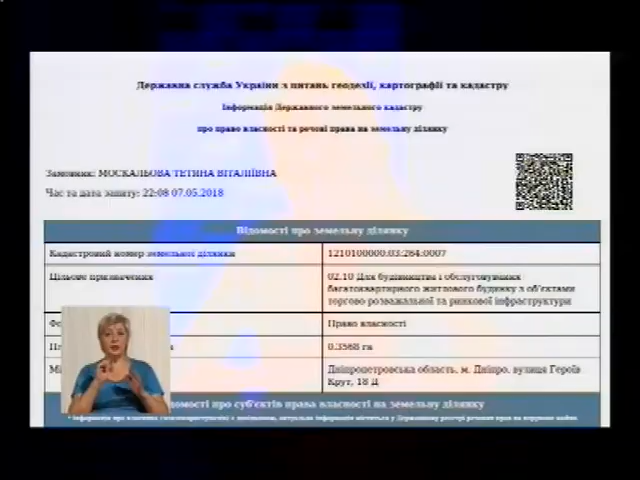 Державна служба України з питань геодезії, картографії та кадастру
Інформація Державного земельного кадастру
про право власності та речові права на земельну ділянку
Замовник: МОСКАЛЬОВА ТЕТЯНА ВІТАЛІЇВНА
Час та дата запиту: 22:08 07.05.2018
Відомості про земельну ділянку
Кадастровий номер земельної ділянки 1210100000:03:264:0007
Цільове призначення 02.10 Для будівництва і обслуговування
багатоквартирного житлового будинку з об'єктами
торгово розважальної та ринкової інфраструктури
Право власності
0.3568 га
Дніпропетровська область, м. Дніпро, вулиця Героїв
Крут, 18 Д
про суб'єктів права власності на земельну ділянку